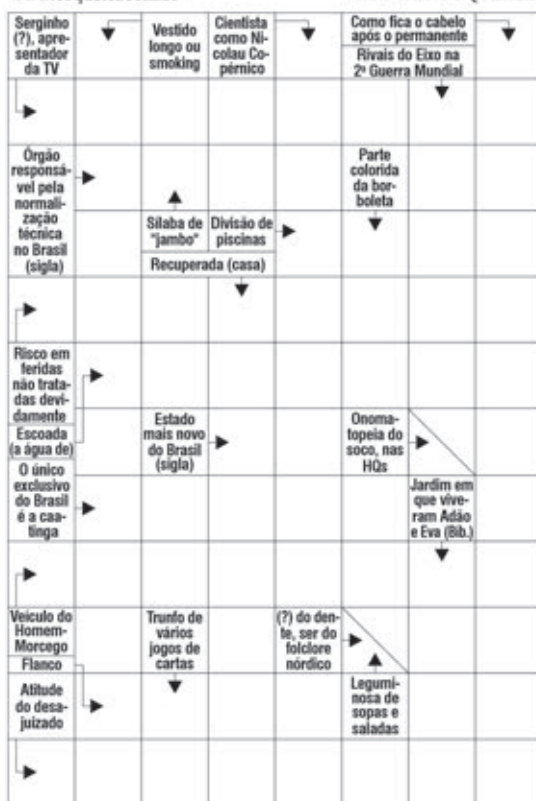 Serginho
(?), apre-
sentador
da TV
Vestido
longo ou
smoking
Cientista
como Ni-
colau Co-
pérnico
Como fica o cabelo
após o permanente
Rivais do Eixo na
2ª Guerra Mundial
Órgão
responsá-
vel pela
normali-
zação
técnica
no Brasil
(sigla)
Parte
colorida
da bor-
boleta
Sílaba de
"jambo"
Divisão de
piscinas
Recuperada (casa)
Risco em
feridas
não trata-
das devi-
damente
Escoada
(a água de)
Estado
mais novo
do Brasil
(sigla)
Onoma-
topeia do
soco, nas
HQs
O único
exclusivo
do Brasil
é a caa-
tinga
Jardim em
que vive-
ram Adão
e Eva (Bib.)
Veículo do
Homem-
Morcego
Flanco
Trunfo de
vários
jogos de
cartas
(?) do den-
te, ser do
folclore
nórdico
Atitude
do desa-
juizado
Legumi-
nosa de
sopas e
saladas